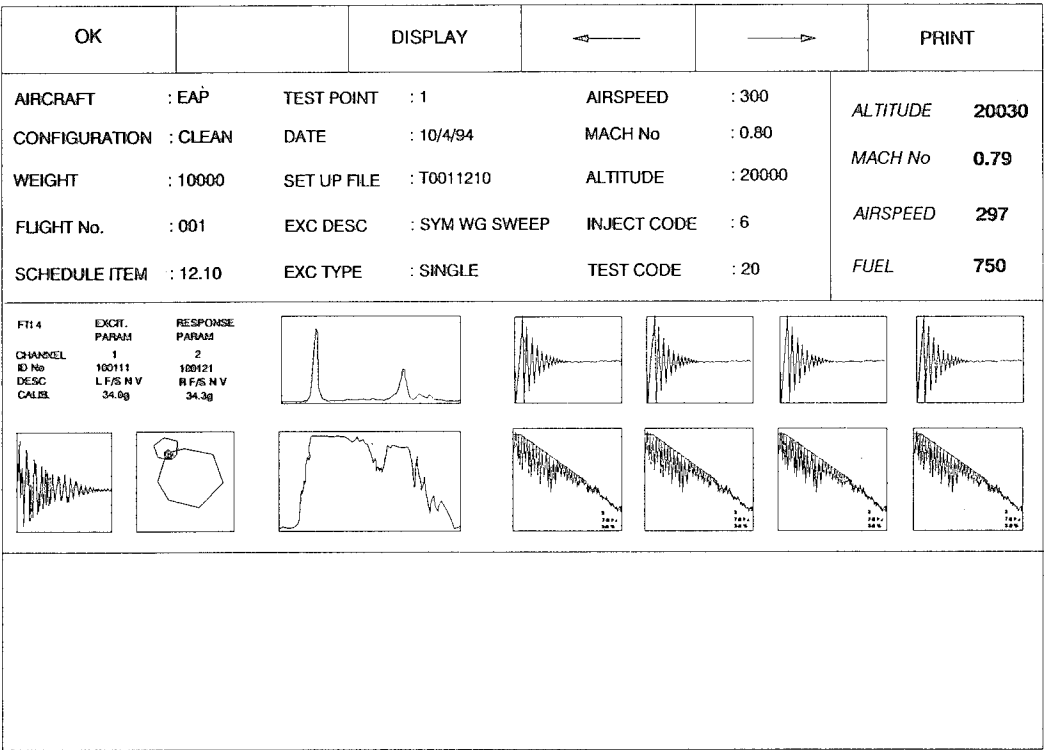 OK DISPLAY PRINT
AIRCRAFT : EAP TEST POINT : 1 AIRSPEED : 300
CONFIGURATION : CLEAN DATE : 10/4/94 MACH No : 0.80
WEIGHT : 10000 SET UP FILE : T0011210 ALTITUDE : 20000
FLIGHT No. : 001 EXC DESC : SYM WG SWEEP INJECT CODE : 6
SCHEDULE ITEM : 12.10 EXC TYPE : SINGLE TEST CODE : 20
ALTITUDE 20030
MACH No 0.79
AIRSPEED 297
FUEL 750
FTI 4 EXCIT. RESPONSE
PARAM PARAM
CHANNEL 1 2
ID No 100111 100121
DESC L F/S N V R F/S N V
CALIB. 34.0g 34.3g